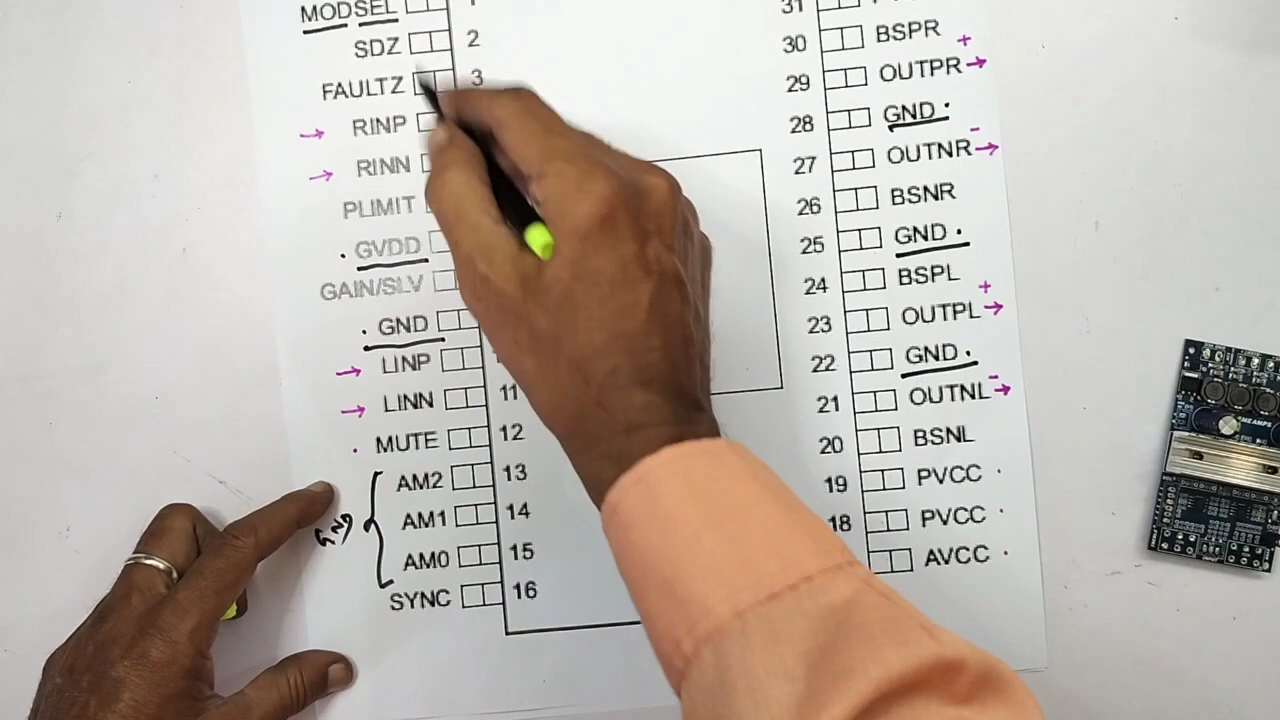 MODSEL 1
SDZ 2
FAULTZ 3
→ RINP
→ RINN
PLIMIT
. GVDD
GAIN/SLV
. GND
→ LINP
→ LINN 11
. MUTE 12
AM2 13
GND AM1 14
AM0 15
SYNC 16
31
30 BSPR
+
29 OUTPR →
28 GND .
-
27 OUTNR →
26 BSNR
25 GND .
24 BSPL
+
23 OUTPL →
22 GND .
-
21 OUTNL →
20 BSNL
19 PVCC .
18 PVCC .
AVCC .